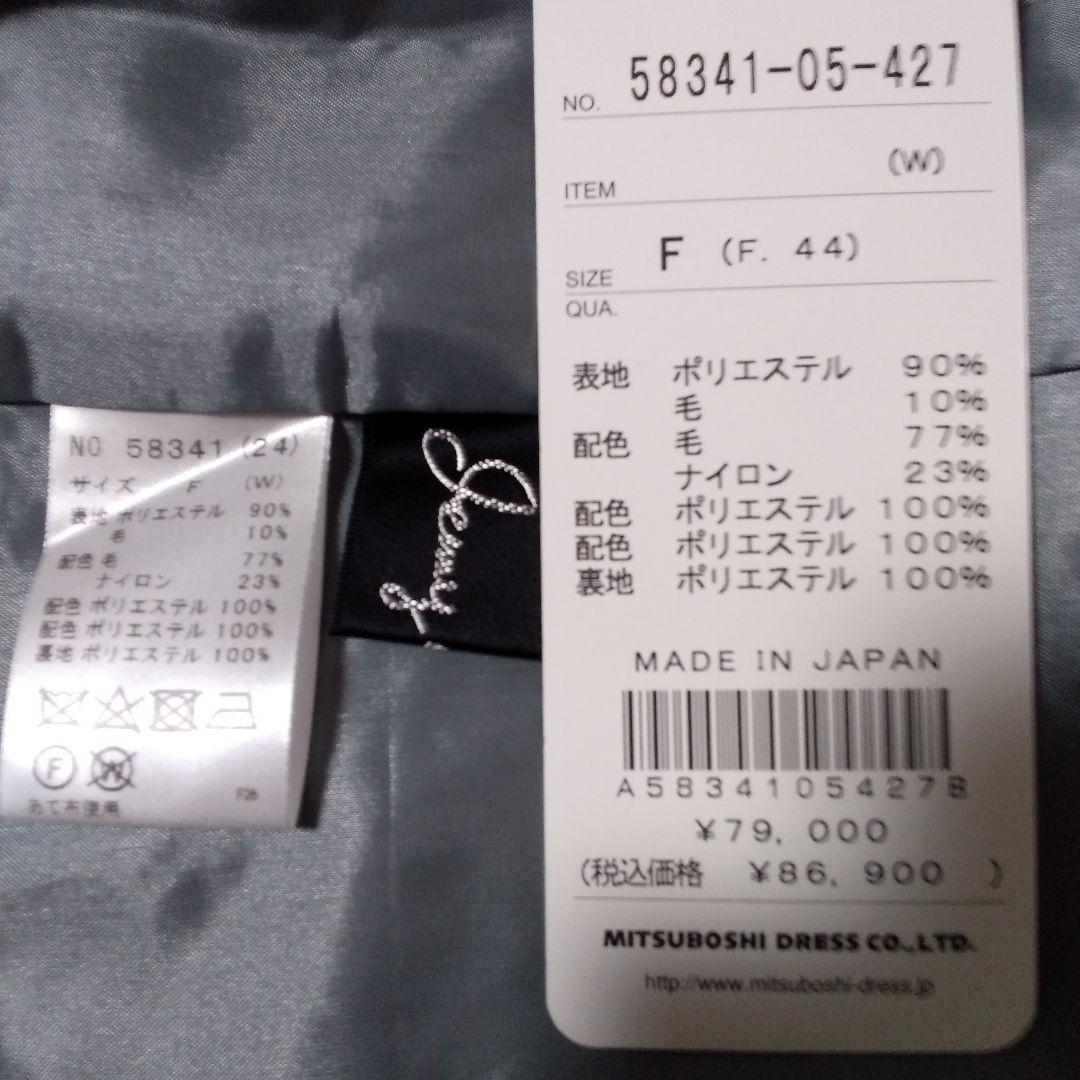 NO. 58341-05-427
ITEM (W)
SIZE F (F. 44)
QUA.
表地 ポリエステル 90%
毛 10%
配色 毛 77%
ナイロン 23%
配色 ポリエステル 100%
配色 ポリエステル 100%
裏地 ポリエステル 100%
MADE IN JAPAN
A5834105427B
¥79,000
(税込価格 ¥86,900 )
MITSUBOSHI DRESS CO.,LTD.
http://www.mitsuboshi-dress.jp
NO 58341 (24)
サイズ F (W)
表地 ポリエステル 90%
毛 10%
配色 毛 77%
ナイロン 23%
配色 ポリエステル 100%
配色 ポリエステル 100%
裏地 ポリエステル 100%
F W
あて布使用 F26